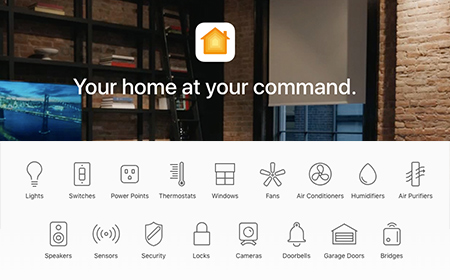 Your home at your command.
Lights Switches Power Points Thermostats Windows Fans Air Conditioners Humidifiers Air Purifiers
Speakers Sensors Security Locks Cameras Doorbells Garage Doors Bridges